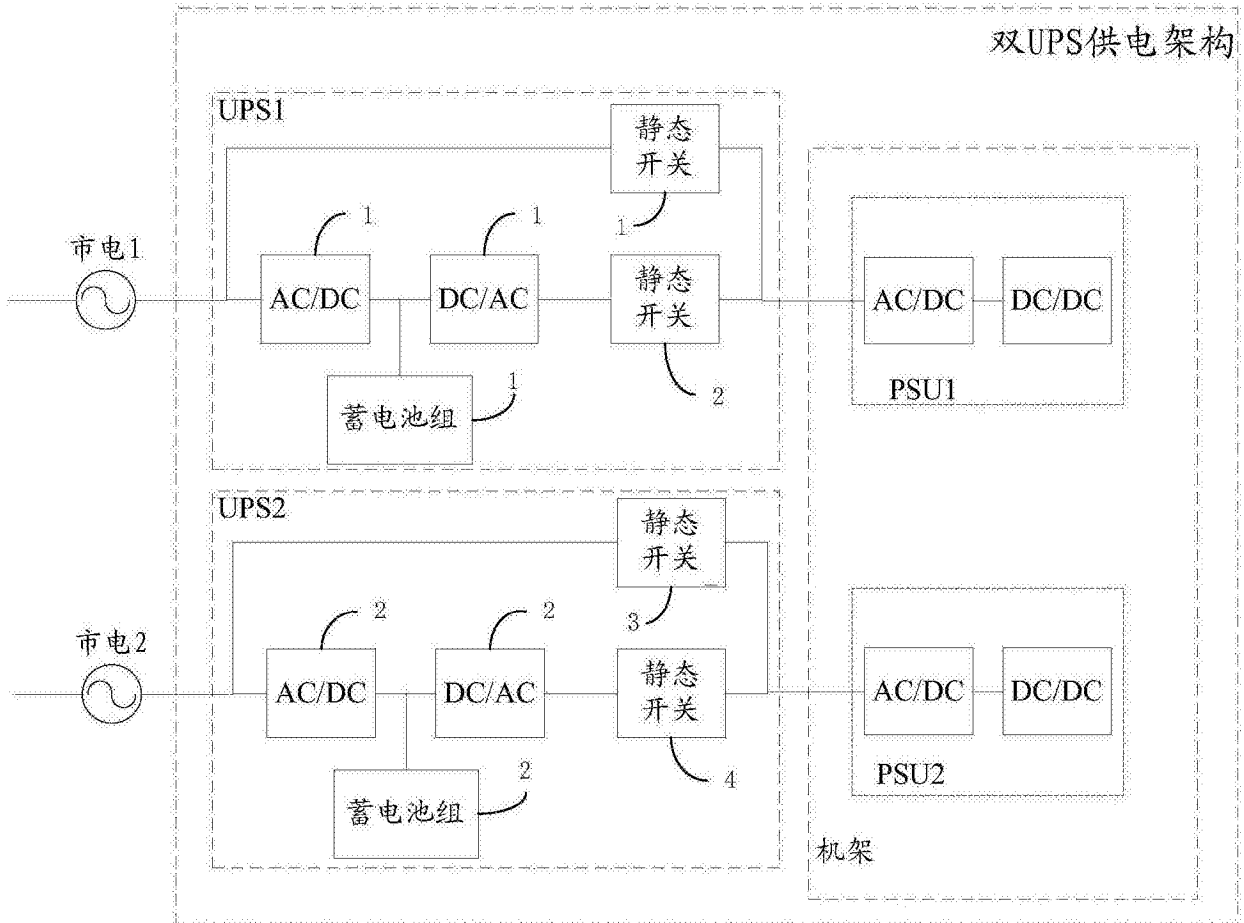 双UPS供电架构
UPS1
静态
开关
1
1
1
市电1
AC/DC
DC/AC
静态
开关
2
1
蓄电池组
AC/DC
DC/DC
PSU1
UPS2
静态
开关
3
2
2
市电2
AC/DC
DC/AC
静态
开关
4
2
蓄电池组
AC/DC
DC/DC
PSU2
机架